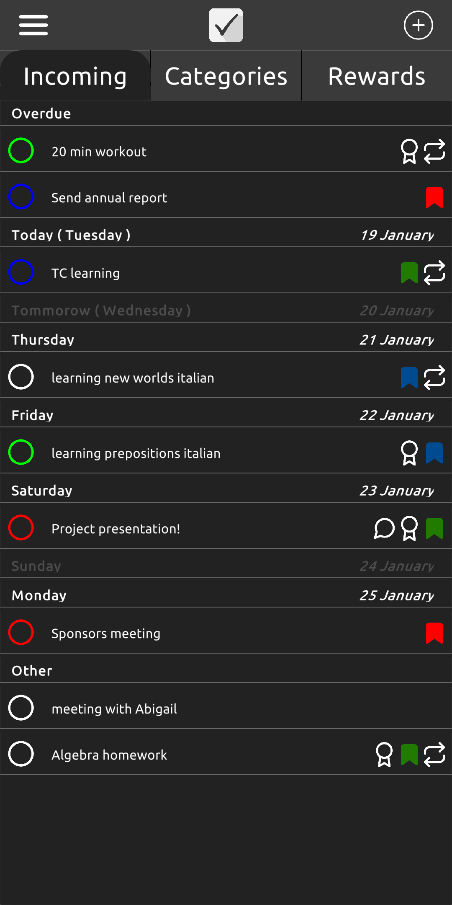 Incoming Categories Rewards
Overdue
20 min workout
Send annual report
Today ( Tuesday ) 19 January
TC learning
Tommorow ( Wednesday ) 20 January
Thursday 21 January
learning new worlds italian
Friday 22 January
learning prepositions italian
Saturday 23 January
Project presentation!
Sunday 24 January
Monday 25 January
Sponsors meeting
Other
meeting with Abigail
Algebra homework